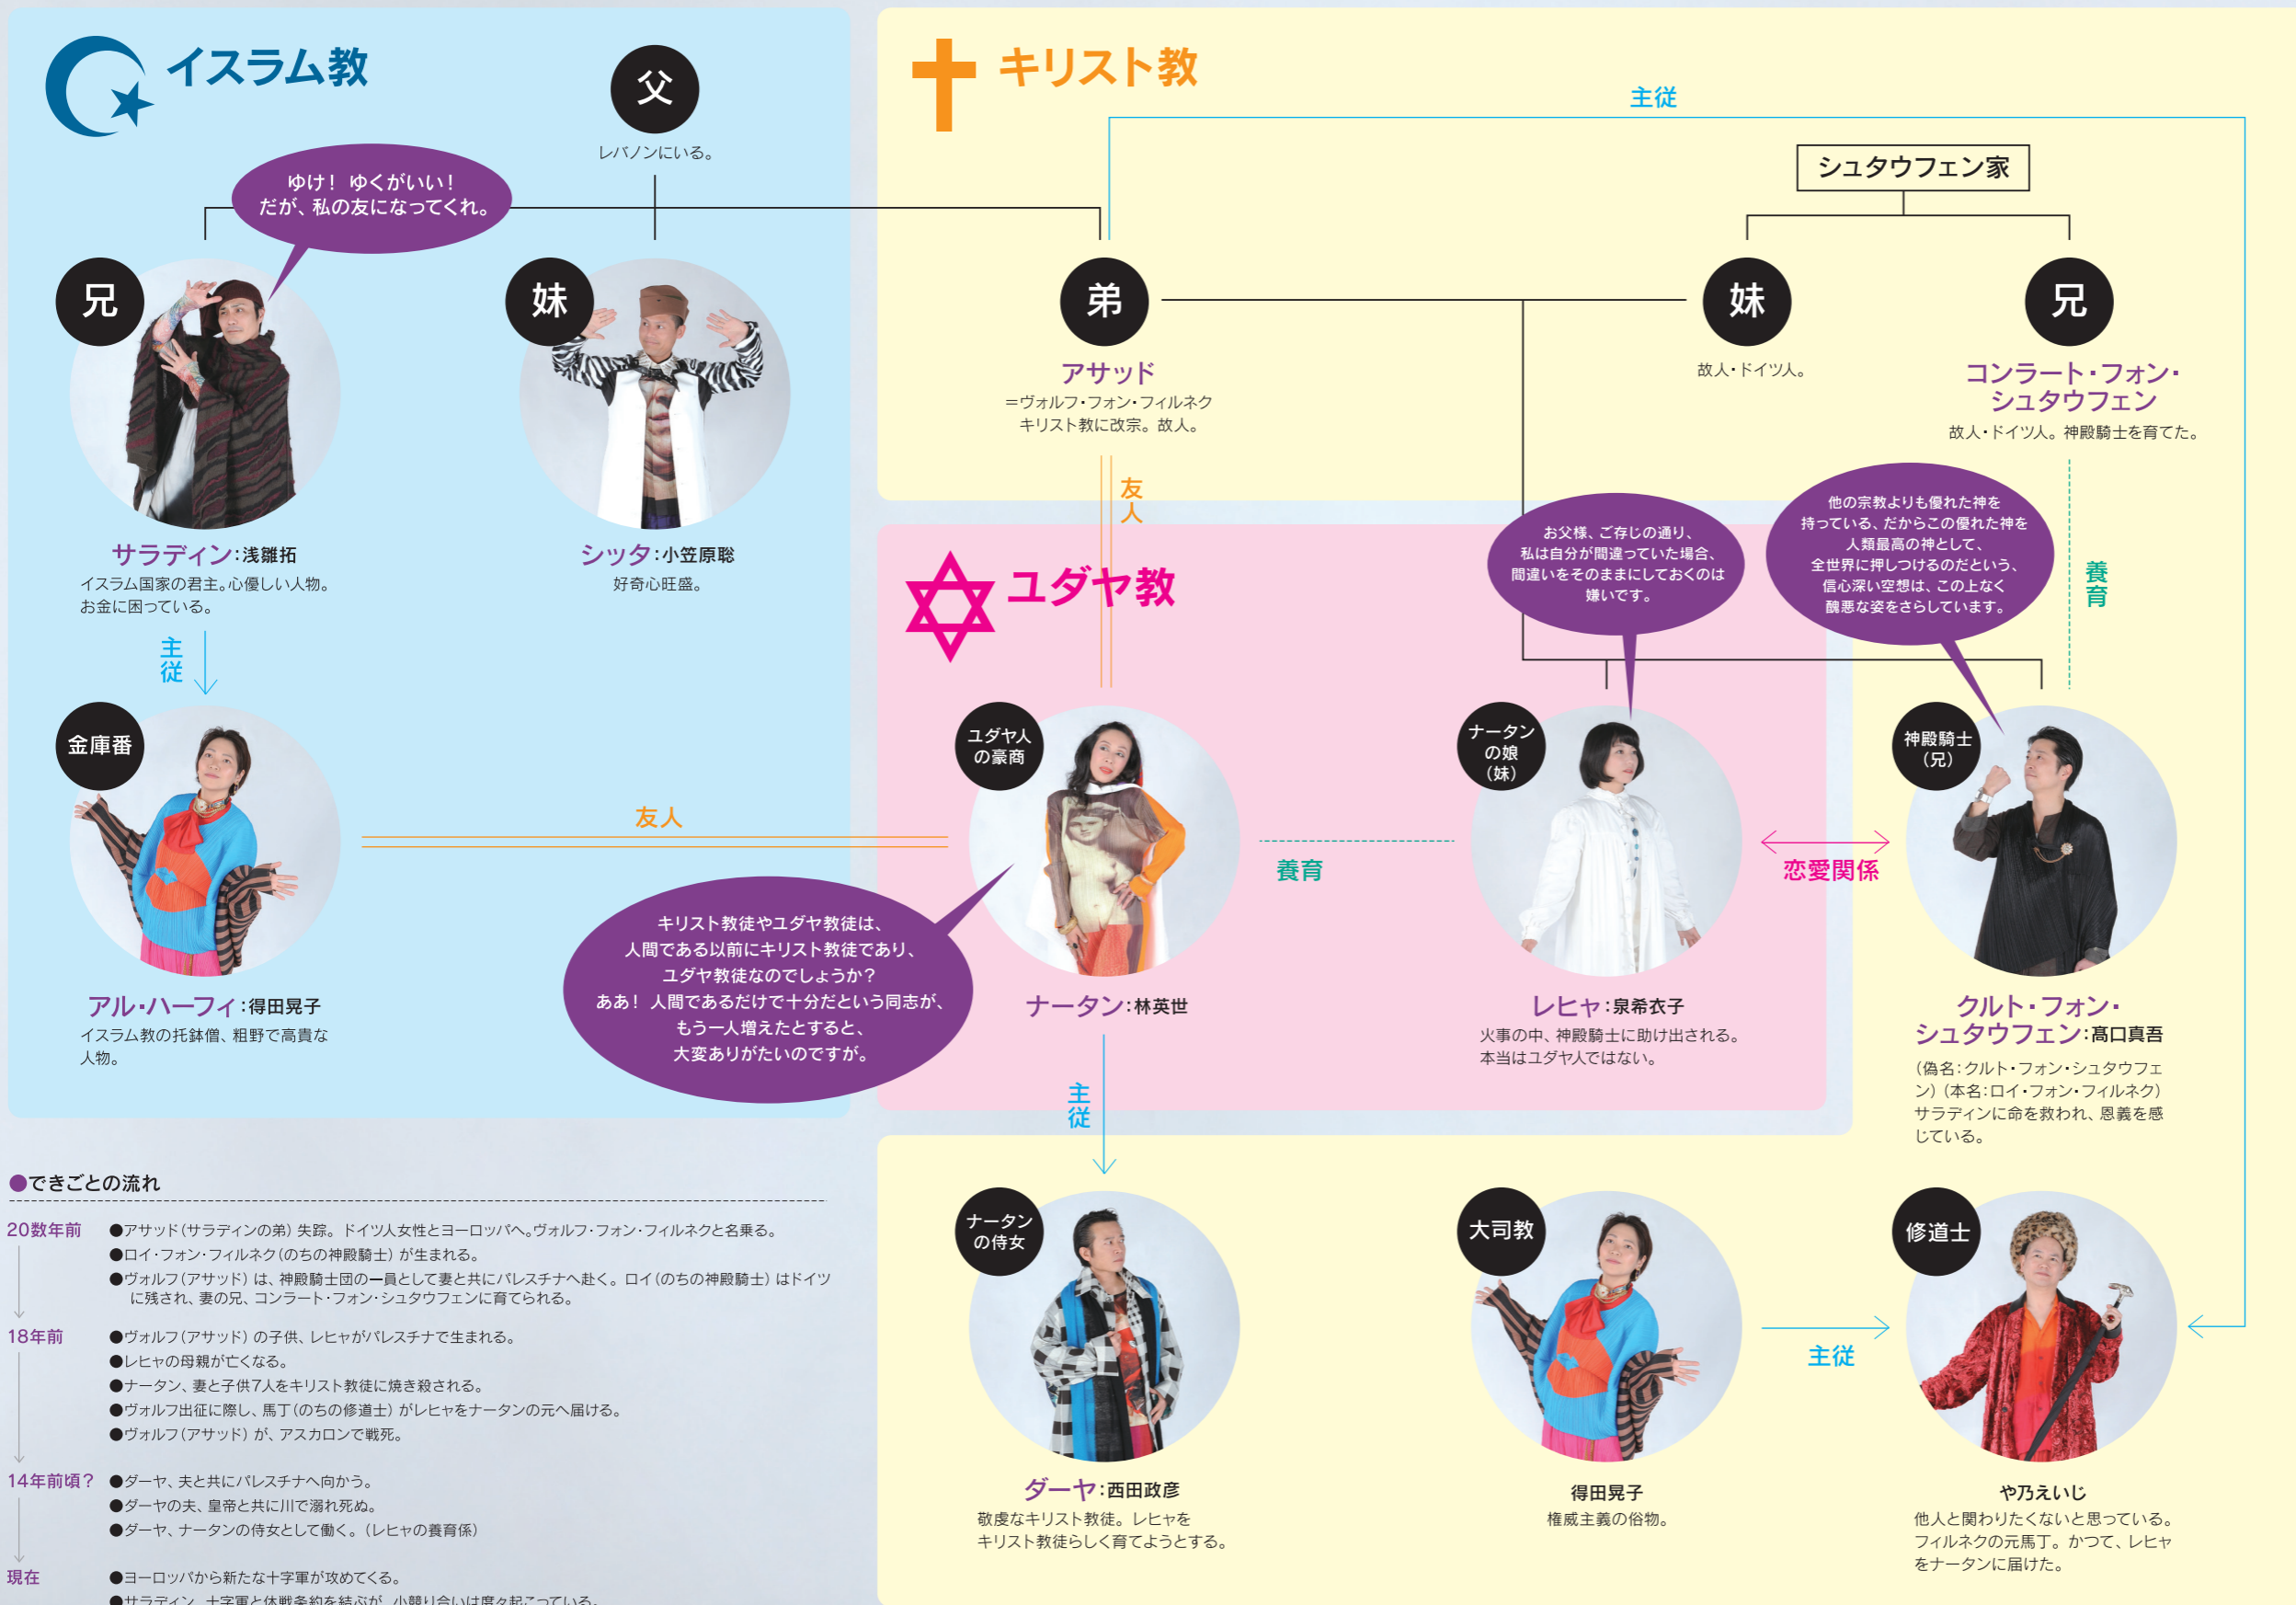 イスラム教
父
レバノンにいる。
ゆけ！ ゆくがいい！
だが、私の友になってくれ。
兄
サラディン：浅雛拓
イスラム国家の君主。心優しい人物。
お金に困っている。
妹
シッタ：小笠原聡
好奇心旺盛。
主従
金庫番
アル・ハーフィ：得田晃子
イスラム教の托鉢僧、粗野で高貴な
人物。
友人
キリスト教
主従
シュタウフェン家
弟
アサッド
＝ヴォルフ・フォン・フィルネク
キリスト教に改宗。故人。
妹
故人・ドイツ人。
兄
コンラート・フォン・
シュタウフェン
故人・ドイツ人。神殿騎士を育てた。
友人
養育
ユダヤ教
お父様、ご存じの通り、
私は自分が間違っていた場合、
間違いをそのままにしておくのは
嫌いです。
他の宗教よりも優れた神を
持っている、だからこの優れた神を
人類最高の神として、
全世界に押しつけるのだという、
信心深い空想は、この上なく
醜悪な姿をさらしています。
ユダヤ人
の豪商
ナータン：林英世
キリスト教徒やユダヤ教徒は、
人間である以前にキリスト教徒であり、
ユダヤ教徒なのでしょうか？
ああ！ 人間であるだけで十分だという同志が、
もう一人増えたとすると、
大変ありがたいのですが。
養育
ナータン
の娘
（妹）
レヒャ：泉希衣子
火事の中、神殿騎士に助け出される。
本当はユダヤ人ではない。
恋愛関係
神殿騎士
（兄）
クルト・フォン・
シュタウフェン：髙口真吾
（偽名：クルト・フォン・シュタウフェ
ン）（本名：ロイ・フォン・フィルネク）
サラディンに命を救われ、恩義を感
じている。
主従
ナータン
の侍女
ダーヤ：西田政彦
敬虔なキリスト教徒。レヒャを
キリスト教徒らしく育てようとする。
大司教
得田晃子
権威主義の俗物。
主従
修道士
や乃えいじ
他人と関わりたくないと思っている。
フィルネクの元馬丁。かつて、レヒャ
をナータンに届けた。
●できごとの流れ
20数年前
●アサッド（サラディンの弟）失踪。ドイツ人女性とヨーロッパへ。ヴォルフ・フォン・フィルネクと名乗る。
●ロイ・フォン・フィルネク（のちの神殿騎士）が生まれる。
●ヴォルフ（アサッド）は、神殿騎士団の一員として妻と共にパレスチナへ赴く。ロイ（のちの神殿騎士）はドイツ
に残され、妻の兄、コンラート・フォン・シュタウフェンに育てられる。
18年前
●ヴォルフ（アサッド）の子供、レヒャがパレスチナで生まれる。
●レヒャの母親が亡くなる。
●ナータン、妻と子供7人をキリスト教徒に焼き殺される。
●ヴォルフ出征に際し、馬丁（のちの修道士）がレヒャをナータンの元へ届ける。
●ヴォルフ（アサッド）が、アスカロンで戦死。
14年前頃？
●ダーヤ、夫と共にパレスチナへ向かう。
●ダーヤの夫、皇帝と共に川で溺れ死ぬ。
●ダーヤ、ナータンの侍女として働く。（レヒャの養育係）
現在
●ヨーロッパから新たな十字軍が攻めてくる。
●サラディン、十字軍と休戦条約を結ぶが、小競り合いは度々起こっている。